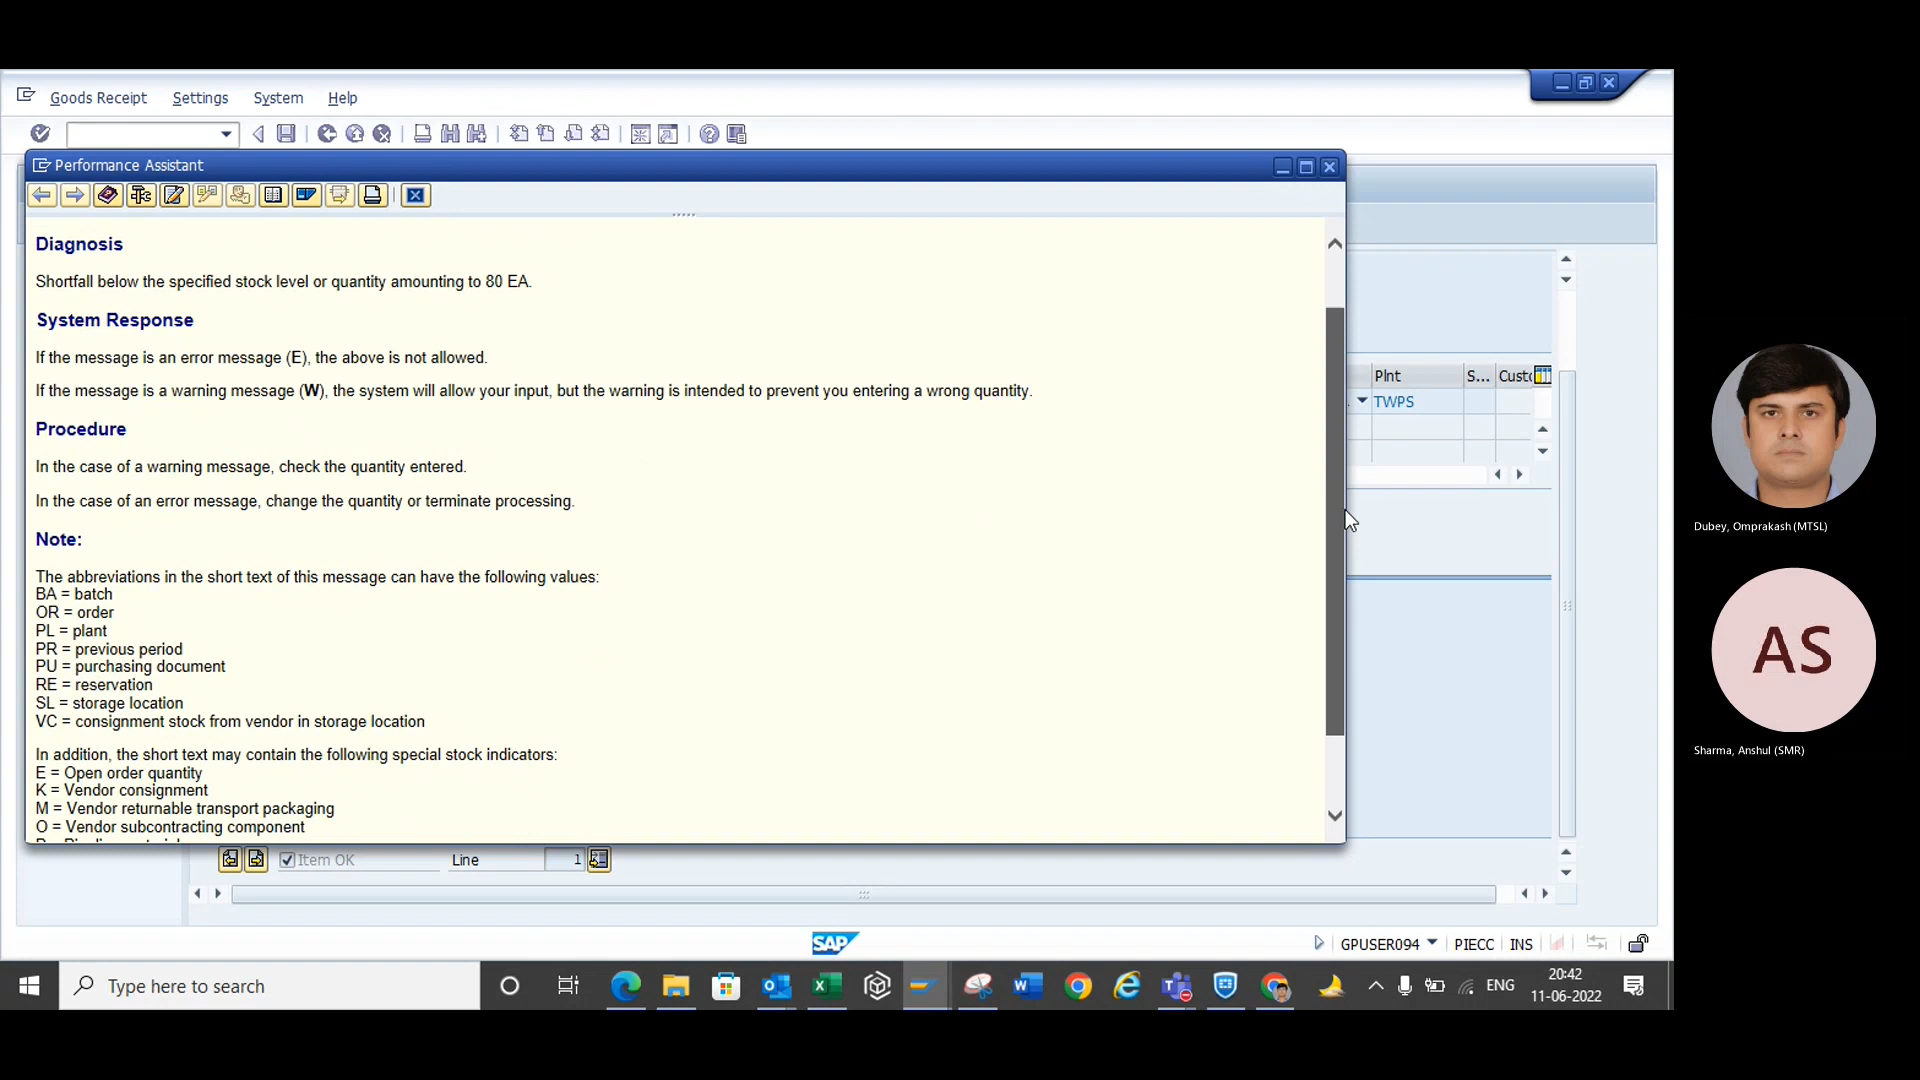 Goods Receipt Settings System Help
Performance Assistant
Diagnosis
Shortfall below the specified stock level or quantity amounting to 80 EA.
System Response
If the message is an error message (E), the above is not allowed.
If the message is a warning message (W), the system will allow your input, but the warning is intended to prevent you entering a wrong quantity.
Procedure
In the case of a warning message, check the quantity entered.
In the case of an error message, change the quantity or terminate processing.
Note:
The abbreviations in the short text of this message can have the following values:
BA = batch
OR = order
PL = plant
PR = previous period
PU = purchasing document
RE = reservation
SL = storage location
VC = consignment stock from vendor in storage location
In addition, the short text may contain the following special stock indicators:
E = Open order quantity
K = Vendor consignment
M = Vendor returnable transport packaging
O = Vendor subcontracting component
Plnt S... Custo
TWPS
Item OK Line 1
SAP GPUSER094 PIECC INS
Type here to search
ENG 20:42
11-06-2022
Dubey, Omprakash (MTSL)
AS
Sharma, Anshul (SMR)